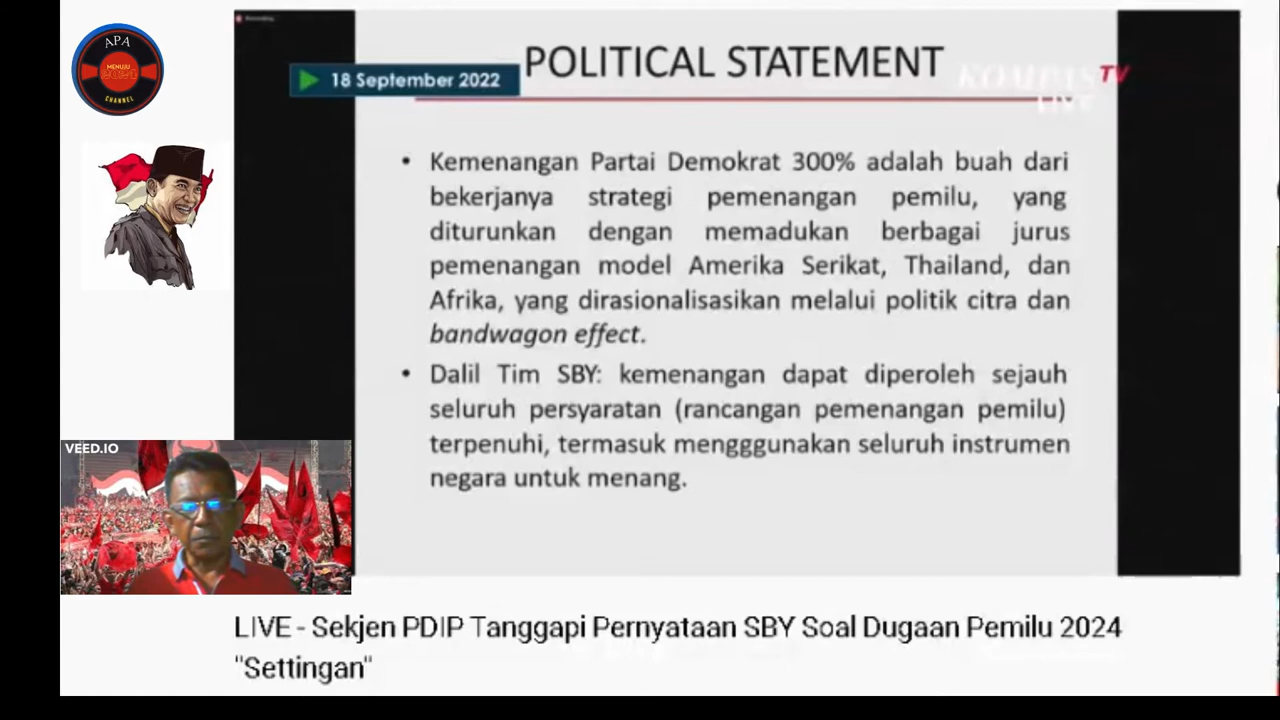 APA
MENUJU
2024
CHANNEL
POLITICAL STATEMENT
18 September 2022
KOMPAS TV
LIVE
• Kemenangan Partai Demokrat 300% adalah buah dari
bekerjanya strategi pemenangan pemilu, yang
diturunkan dengan memadukan berbagai jurus
pemenangan model Amerika Serikat, Thailand, dan
Afrika, yang dirasionalisasikan melalui politik citra dan
bandwagon effect.
• Dalil Tim SBY: kemenangan dapat diperoleh sejauh
seluruh persyaratan (rancangan pemenangan pemilu)
terpenuhi, termasuk mengggunakan seluruh instrumen
negara untuk menang.
VEED.IO
LIVE - Sekjen PDIP Tanggapi Pernyataan SBY Soal Dugaan Pemilu 2024
"Settingan"